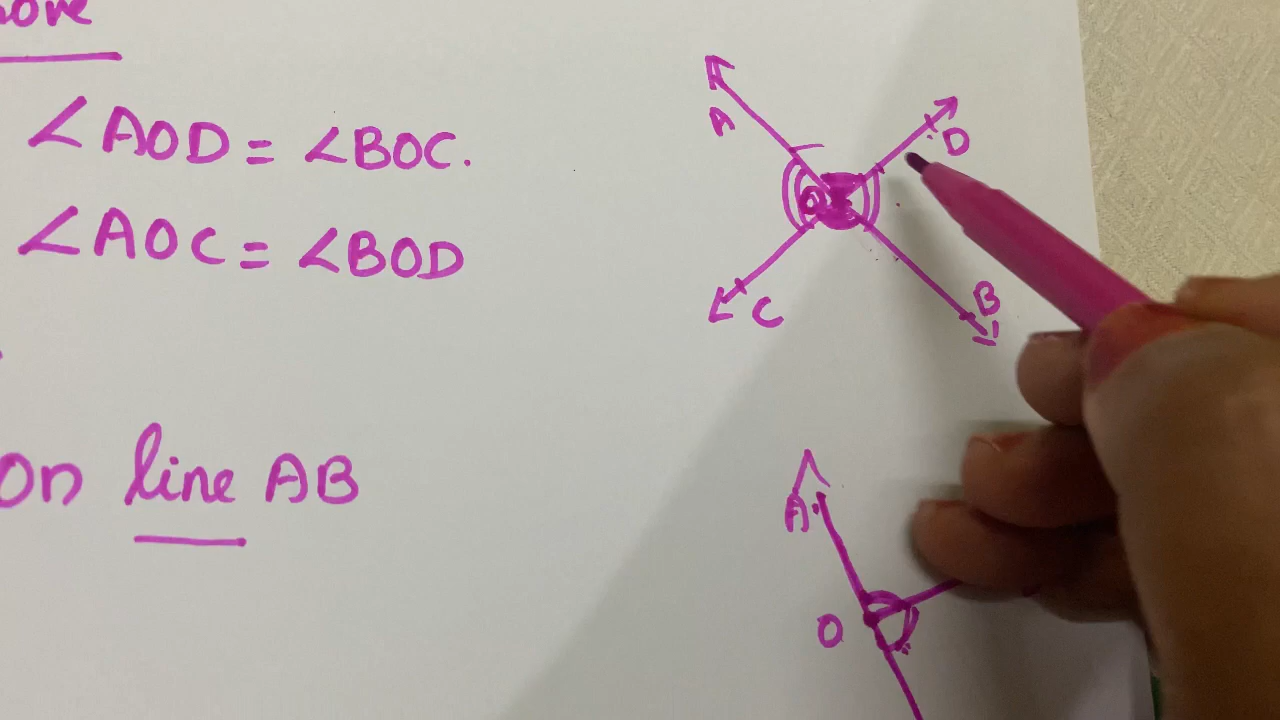 ∠AOD = ∠BOC.
∠AOC = ∠BOD
on line AB
A
D
O
C
B
A
O